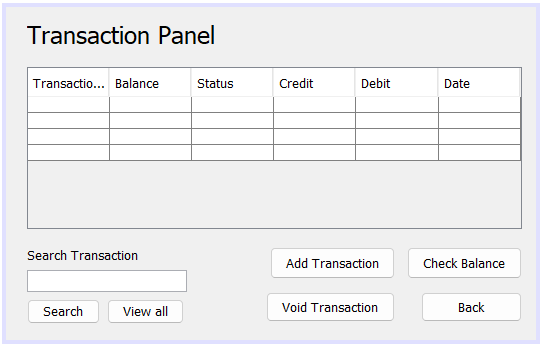 Transaction Panel
Transactio... Balance Status Credit Debit Date
Search Transaction
Add Transaction Check Balance
Search View all Void Transaction Back